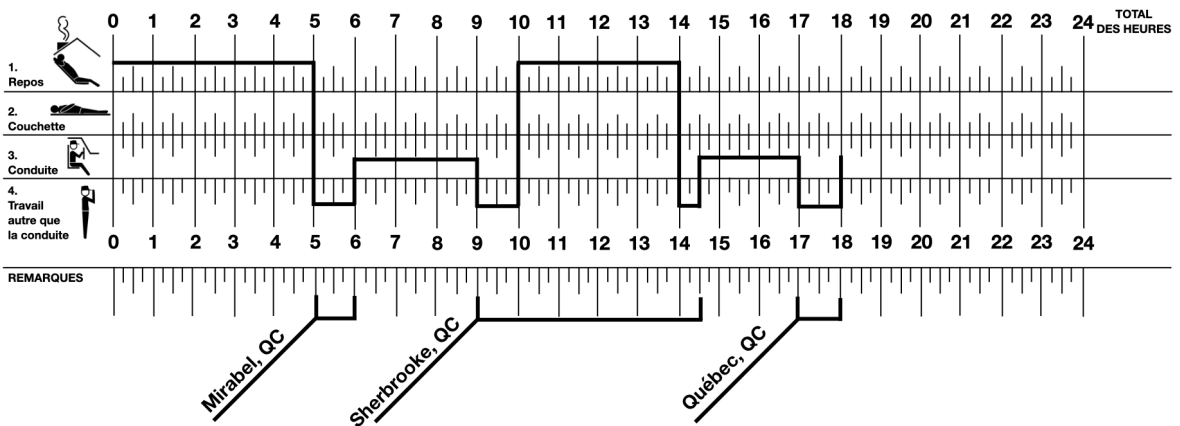 0 1 2 3 4 5 6 7 8 9 10 11 12 13 14 15 16 17 18 19 20 21 22 23 24
TOTAL
DES HEURES
1.
Repos
2.
Couchette
3.
Conduite
4.
Travail
autre que
la conduite
0 1 2 3 4 5 6 7 8 9 10 11 12 13 14 15 16 17 18 19 20 21 22 23 24
REMARQUES
Mirabel, QC
Sherbrooke, QC
Québec, QC